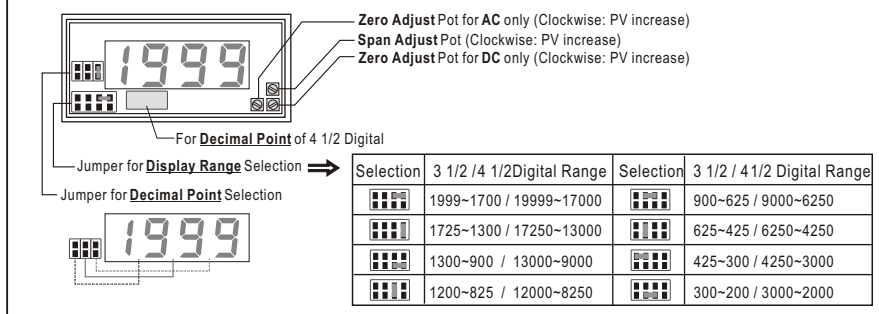 Zero Adjust Pot for AC only (Clockwise: PV increase)
Span Adjust Pot (Clockwise: PV increase)
Zero Adjust Pot for DC only (Clockwise: PV increase)
1999
For Decimal Point of 4 1/2 Digital
Jumper for Display Range Selection
Jumper for Decimal Point Selection
1999
Selection 3 1/2 /4 1/2Digital Range Selection 3 1/2 / 41/2 Digital Range
1999~1700 / 19999~17000 900~625 / 9000~6250
1725~1300 / 17250~13000 625~425 / 6250~4250
1300~900 / 13000~9000 425~300 / 4250~3000
1200~825 / 12000~8250 300~200 / 3000~2000